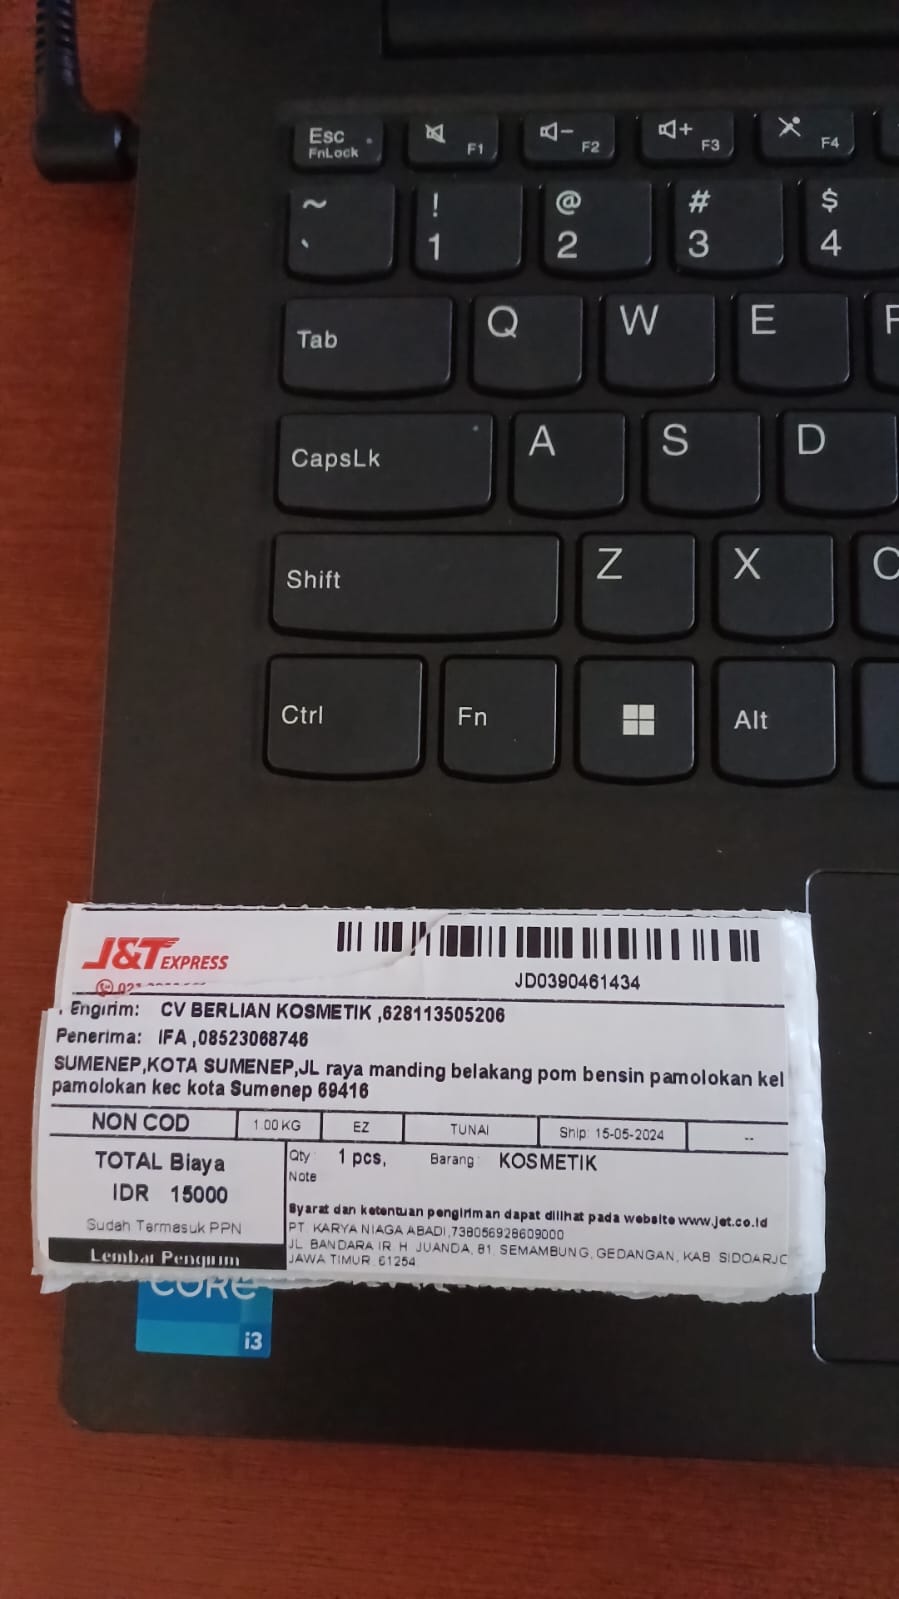 Esc
FnLock
F1
F2
F3
F4
~ ! @ # $
` 1 2 3 4
Tab Q W E
CapsLk A S D
Shift Z X
Ctrl Fn Alt
J&T EXPRESS
JD0390461434
engirim: CV BERLIAN KOSMETIK ,628113505206
Penerima: IFA ,08523068746
SUMENEP,KOTA SUMENEP,JL raya manding belakang pom bensin pamolokan kel
pamolokan kec kota Sumenep 69416
NON COD 1.00 KG EZ TUNAI Ship: 15-05-2024 --
TOTAL Biaya
IDR 15000
Sudah Termasuk PPN
Lembar Pengirim
Qty: 1 pcs, Barang: KOSMETIK
Note
Syarat dan ketentuan pengiriman dapat dilihat pada website www.jet.co.id
PT. KARYA NIAGA ABADI,738056928609000
JL. BANDARA IR. H. JUANDA, 81, SEMAMBUNG, GEDANGAN, KAB. SIDOARJO
JAWA TIMUR. 61254
CORE
i3